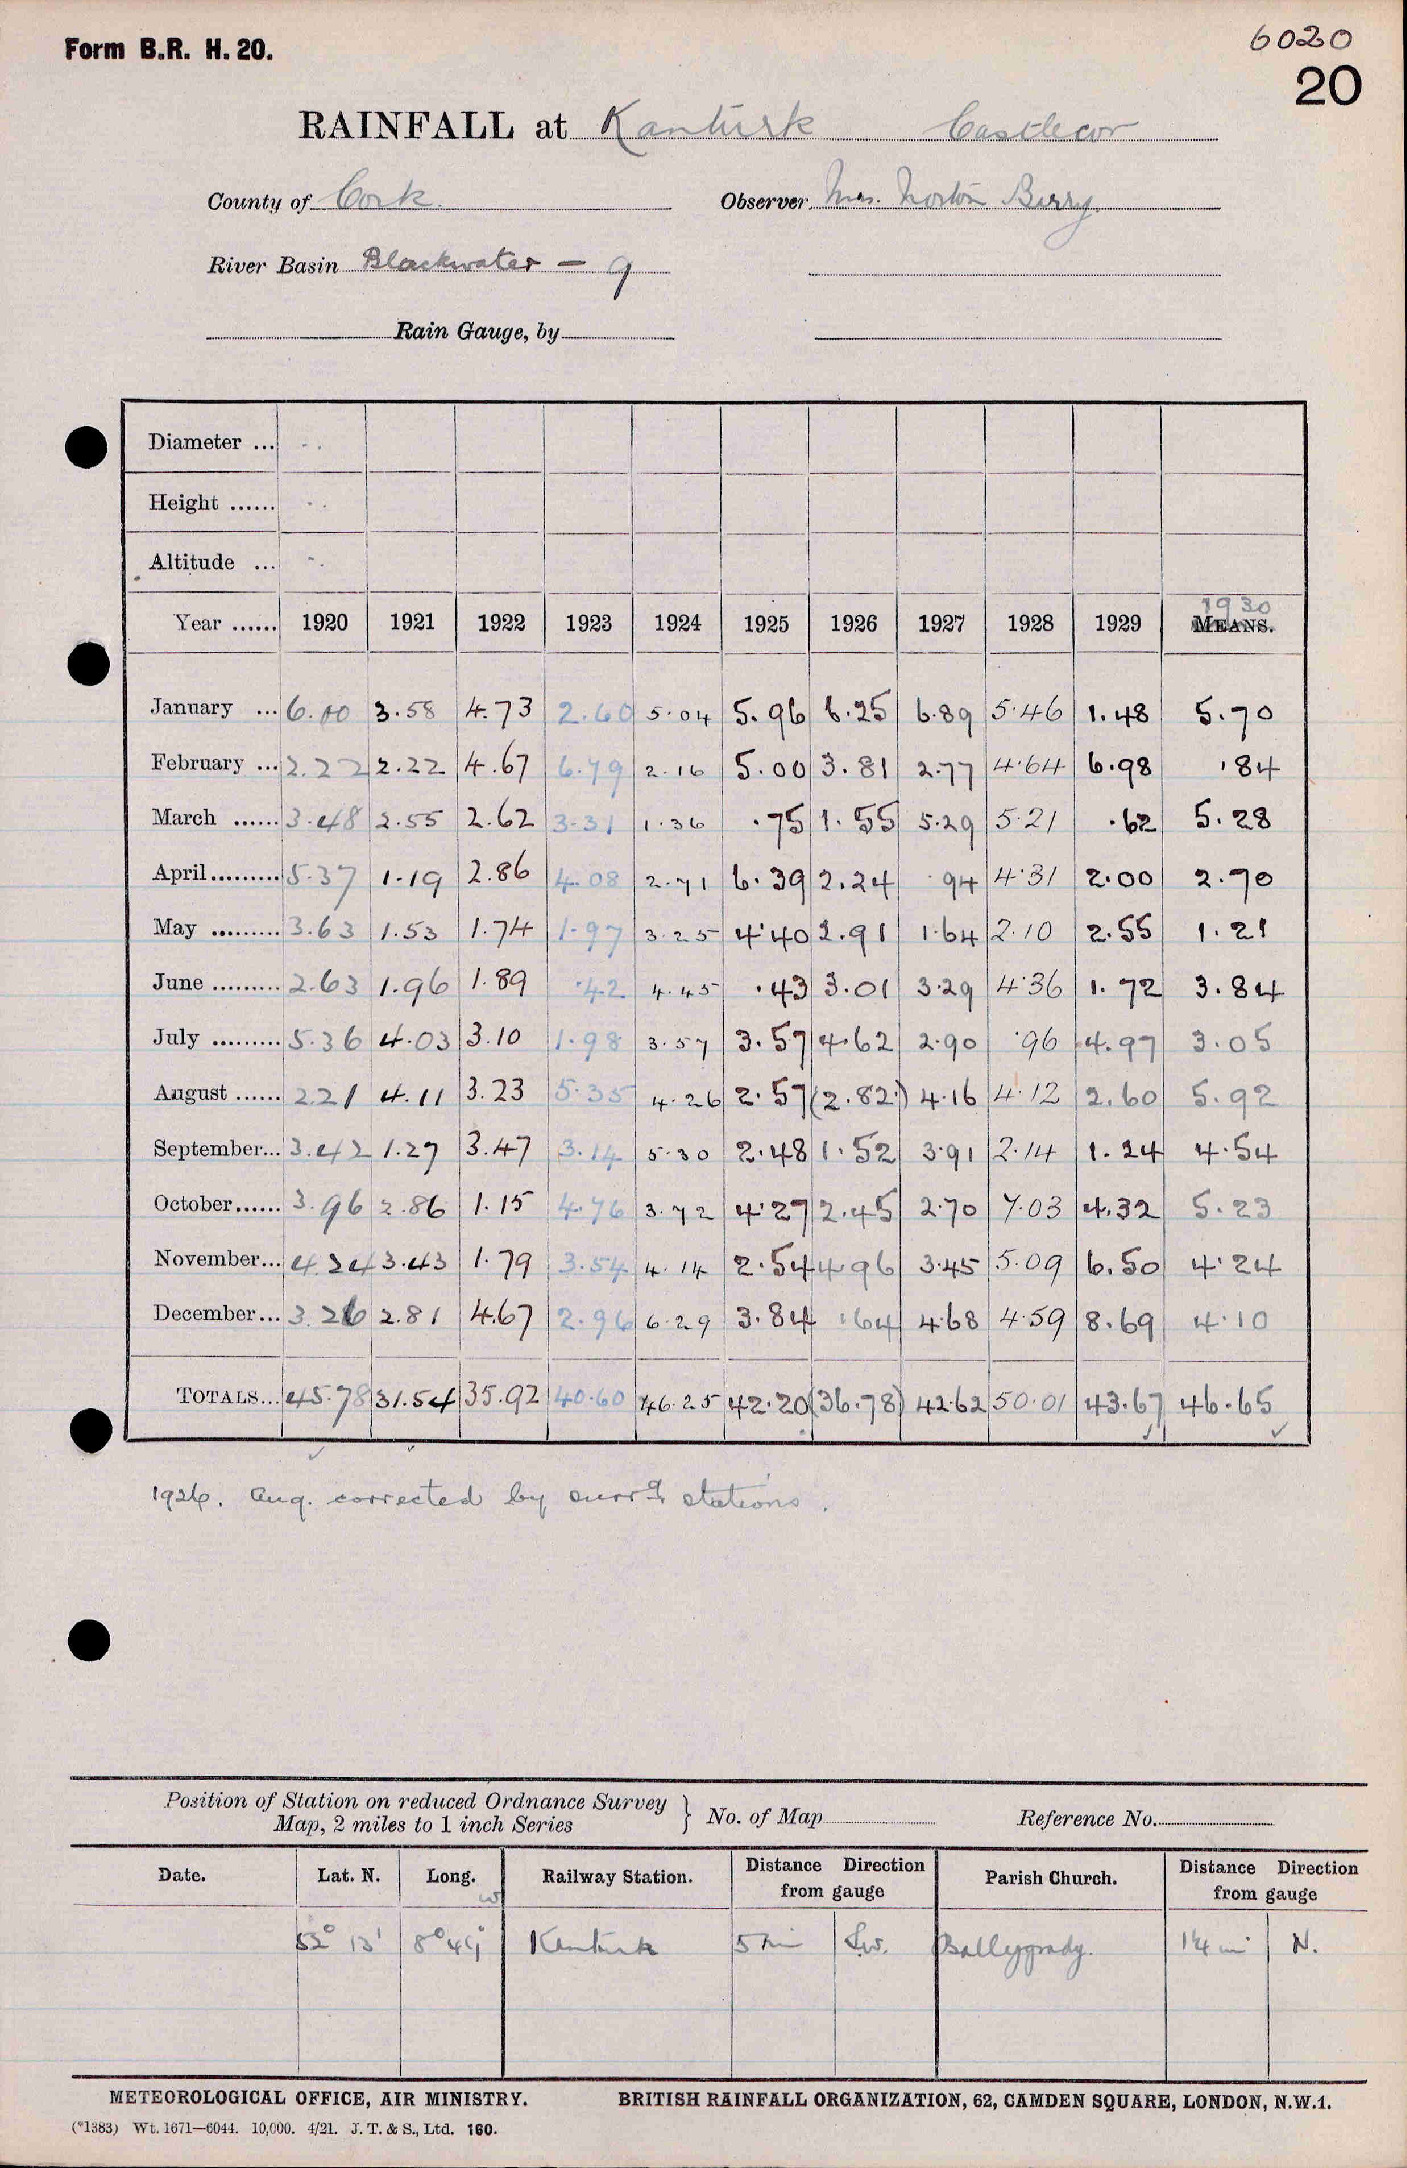 Form B.R. H. 20.
6020
20
RAINFALL at Kanturk Castlecor
County of Cork. Observer Mrs. Norton Barry
River Basin Blackwater — 9
Rain Gauge, by
Diameter ...
Height ......
Altitude ...
Year ...... 1920 1921 1922 1923 1924 1925 1926 1927 1928 1929 1930 MEANS.
January ... 6.00 3.58 4.73 2.60 5.04 5.96 6.25 6.89 5.46 1.48 5.70
February ... 2.22 2.22 4.67 6.79 2.16 5.00 3.81 2.77 4.64 6.98 .84
March ...... 3.48 2.55 2.62 3.31 1.36 .75 1.55 5.29 5.21 .62 5.28
April......... 5.37 1.19 2.86 4.08 2.71 6.39 2.24 .94 4.31 2.00 2.70
May ......... 3.63 1.53 1.74 1.97 3.25 4.40 2.91 1.64 2.10 2.55 1.21
June ......... 2.63 1.96 1.89 .42 4.45 .43 3.01 3.29 4.36 1.72 3.84
July ......... 5.36 4.03 3.10 1.98 3.57 3.57 4.62 2.90 .96 4.97 3.05
August ...... 2.21 4.11 3.23 5.35 4.26 2.57 (2.82) 4.16 4.12 2.60 5.92
September... 3.42 1.27 3.47 3.14 5.30 2.48 1.52 3.91 2.14 1.24 4.54
October...... 3.96 2.86 1.15 4.76 3.72 4.27 2.45 2.70 7.03 4.32 5.23
November... 4.24 3.43 1.79 3.54 4.14 2.54 4.96 3.45 5.09 6.50 4.24
December... 3.26 2.81 4.67 2.96 6.29 3.84 .64 4.68 4.59 8.69 4.10
TOTALS... 45.78 31.54 35.92 40.60 46.25 42.20 (36.78) 42.62 50.01 43.67 46.65
1926. Aug. corrected by surrg stations.
Position of Station on reduced Ordnance Survey
Map, 2 miles to 1 inch Series } No. of Map Reference No.
Date. Lat. N. Long. W Railway Station. Distance Direction from gauge Parish Church. Distance Direction from gauge
52° 13' 8° 49' Kanturk 5 mi S.W. Ballygrady. 1¼ mi N.
METEOROLOGICAL OFFICE, AIR MINISTRY. BRITISH RAINFALL ORGANIZATION, 62, CAMDEN SQUARE, LONDON, N.W.1.
(*1383) Wt. 1671—6044. 10,000. 4/21. J. T. & S., Ltd. 160.